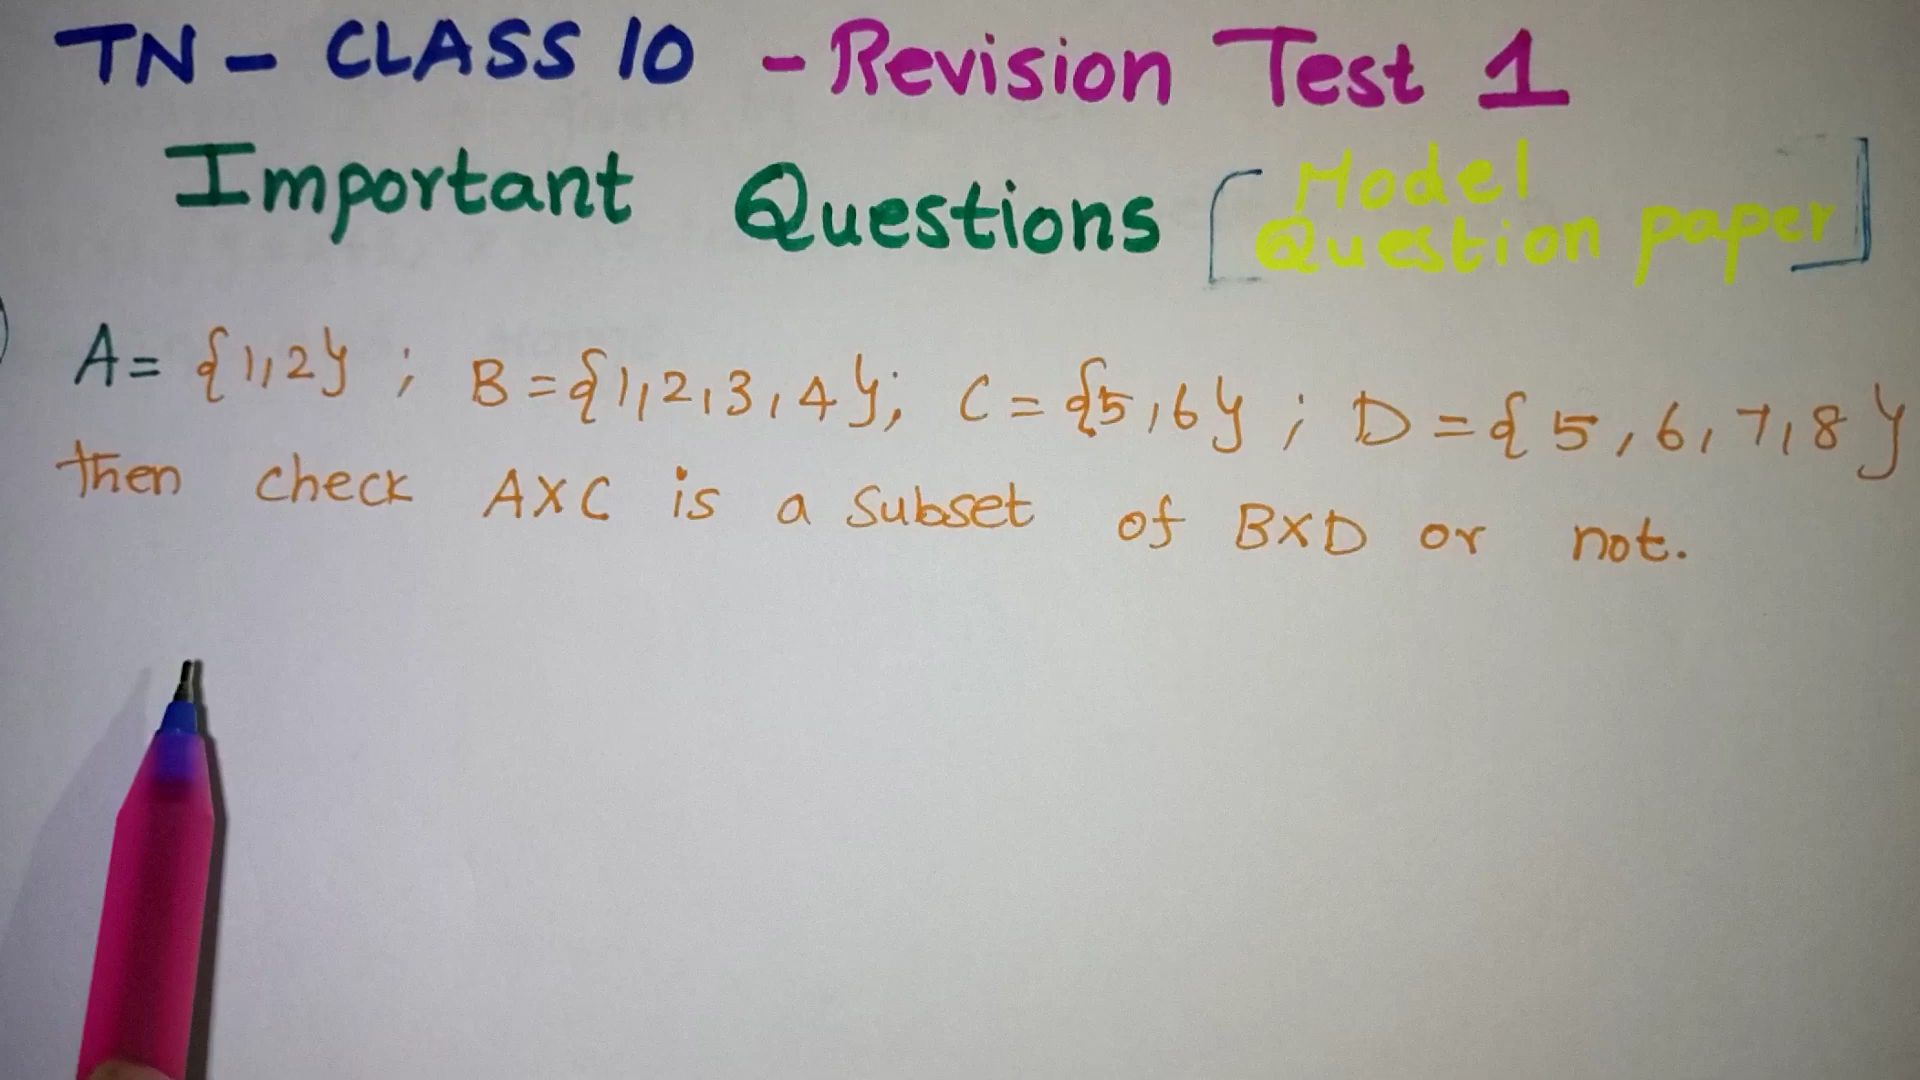 TN - CLASS 10 - Revision Test 1
Important Questions [Model
Question paper]
) A = {1,2} ; B = {1,2,3,4}; C = {5,6} ; D = {5,6,7,8}
then check AXC is a subset of BXD or not.